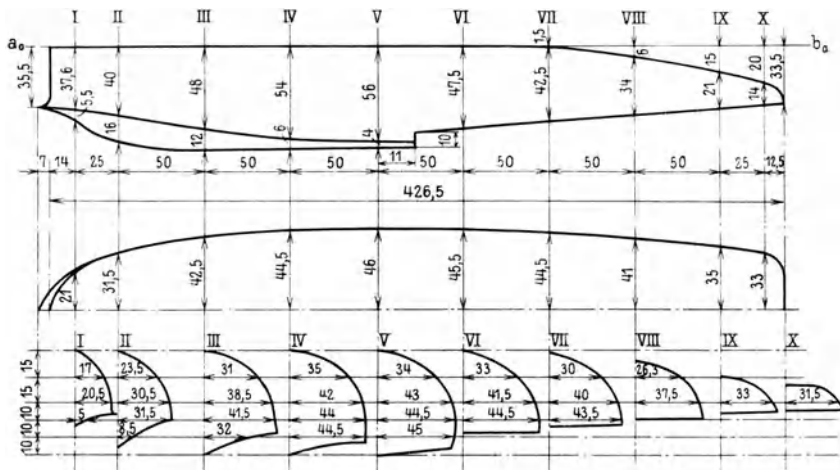 I II III IV V VI VII VIII IX X
a₀ b₀
35,5 37,6 40 48 54 56 47,5 1,5 42,5 6 34 15 21 20 14 33,5
5,5 16 12 6 4 10
11
7 14 25 50 50 50 50 50 50 50 25 12,5
426,5
21 31,5 42,5 44,5 46 45,5 44,5 41 35 33
I II III IV V VI VII VIII IX X
15 17 23,5 31 35 34 33 30 26,3
15 20,5 30,5 38,5 42 43 41,5 40 37,5 33 31,5
10 5 31,5 41,5 44 44,5 44,5 43,5
10 8,5 32 44,5 45
10